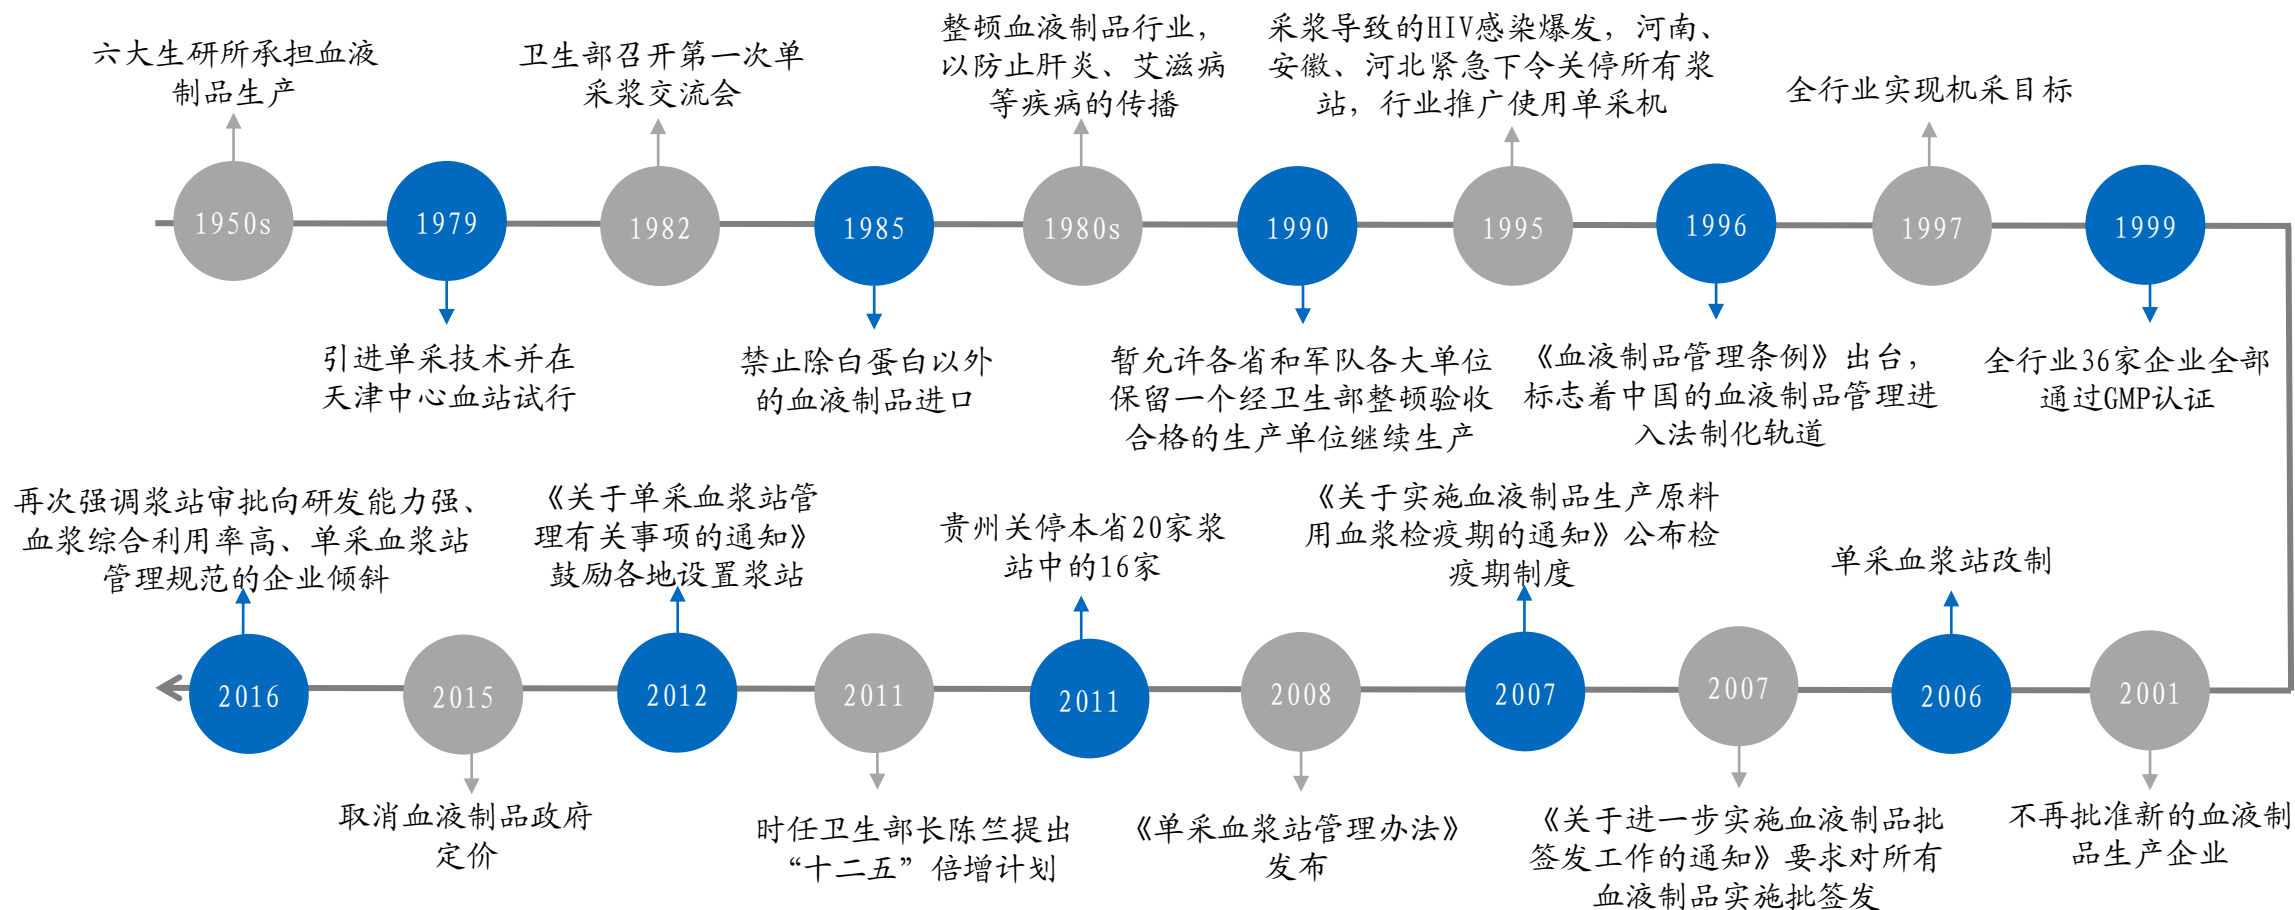 六大生研所承担血液
制品生产
卫生部召开第一次单
采浆交流会
整顿血液制品行业,
以防止肝炎、艾滋病
等疾病的传播
采浆导致的HIV感染爆发，河南、
安徽、河北紧急下令关停所有浆
站，行业推广使用单采机
全行业实现机采目标
1950s
1979
1982
1985
1980s
1990
1995
1996
1997
1999
引进单采技术并在
天津中心血站试行
禁止除白蛋白以外
的血液制品进口
暂允许各省和军队各大单位
保留一个经卫生部整顿验收
合格的生产单位继续生产
《血液制品管理条例》出台，
标志着中国的血液制品管理进
入法制化轨道
全行业36家企业全部
通过GMP认证
再次强调浆站审批向研发能力强、
血浆综合利用率高、单采血浆站
管理规范的企业倾斜
《关于单采血浆站管
理有关事项的通知》
鼓励各地设置浆站
贵州关停本省20家浆
站中的16家
《关于实施血液制品生产原料
用血浆检疫期的通知》公布检
疫期制度
单采血浆站改制
2016
2015
2012
2011
2011
2008
2007
2007
2006
2001
取消血液制品政府
定价
时任卫生部长陈竺提出
“十二五”倍增计划
《单采血浆站管理办法》
发布
《关于进一步实施血液制品批
签发工作的通知》要求对所有
血液制品实施批签发
不再批准新的血液制
品生产企业